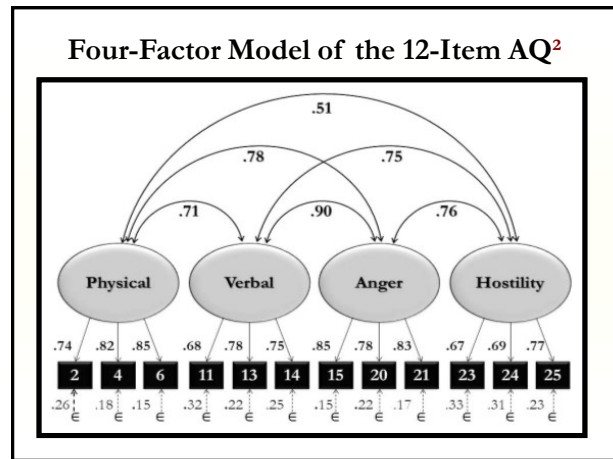 Four-Factor Model of the 12-Item AQ²
.51
.78 .75
.71 .90 .76
Physical Verbal Anger Hostility
.74 .82 .85 .68 .78 .75 .85 .78 .83 .67 .69 .77
2 4 6 11 13 14 15 20 21 23 24 25
.26 .18 .15 .32 .22 .25 .15 .22 .17 .33 .31 .23
∈ ∈ ∈ ∈ ∈ ∈ ∈ ∈ ∈ ∈ ∈ ∈